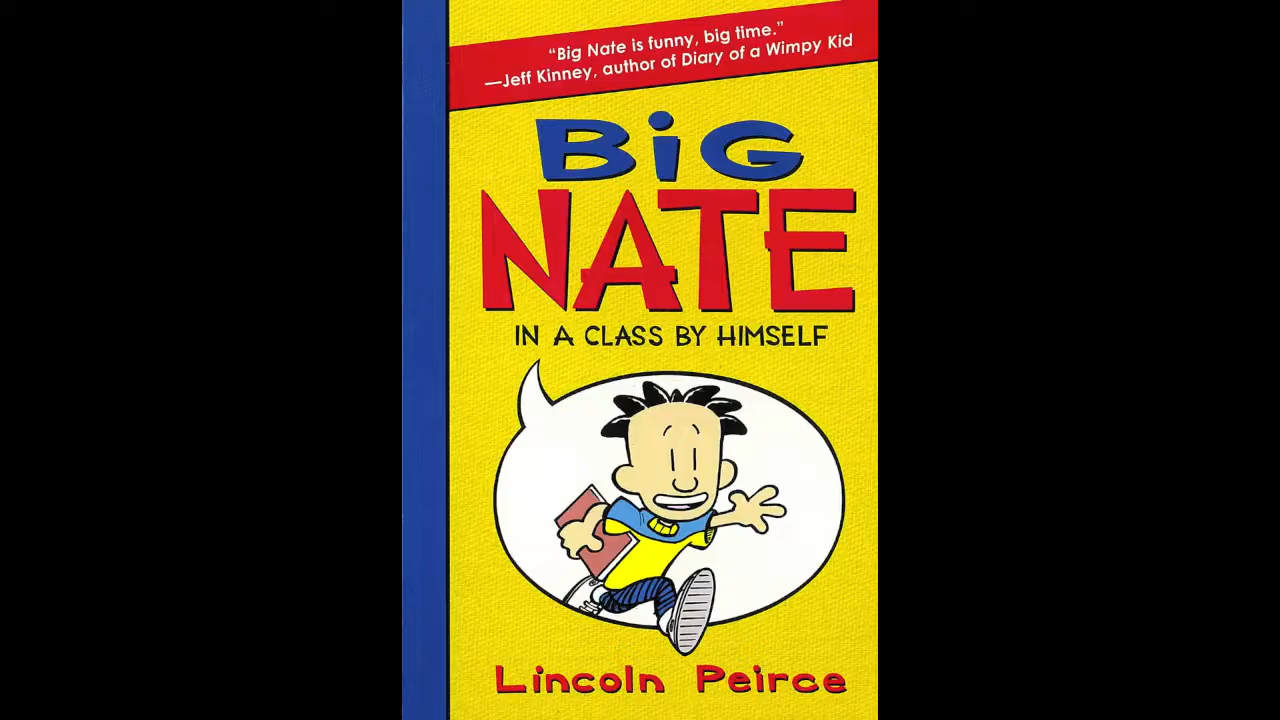 “Big Nate is funny, big time.”
—Jeff Kinney, author of Diary of a Wimpy Kid
BiG
NATE
IN A CLASS BY HIMSELF
Lincoln Peirce